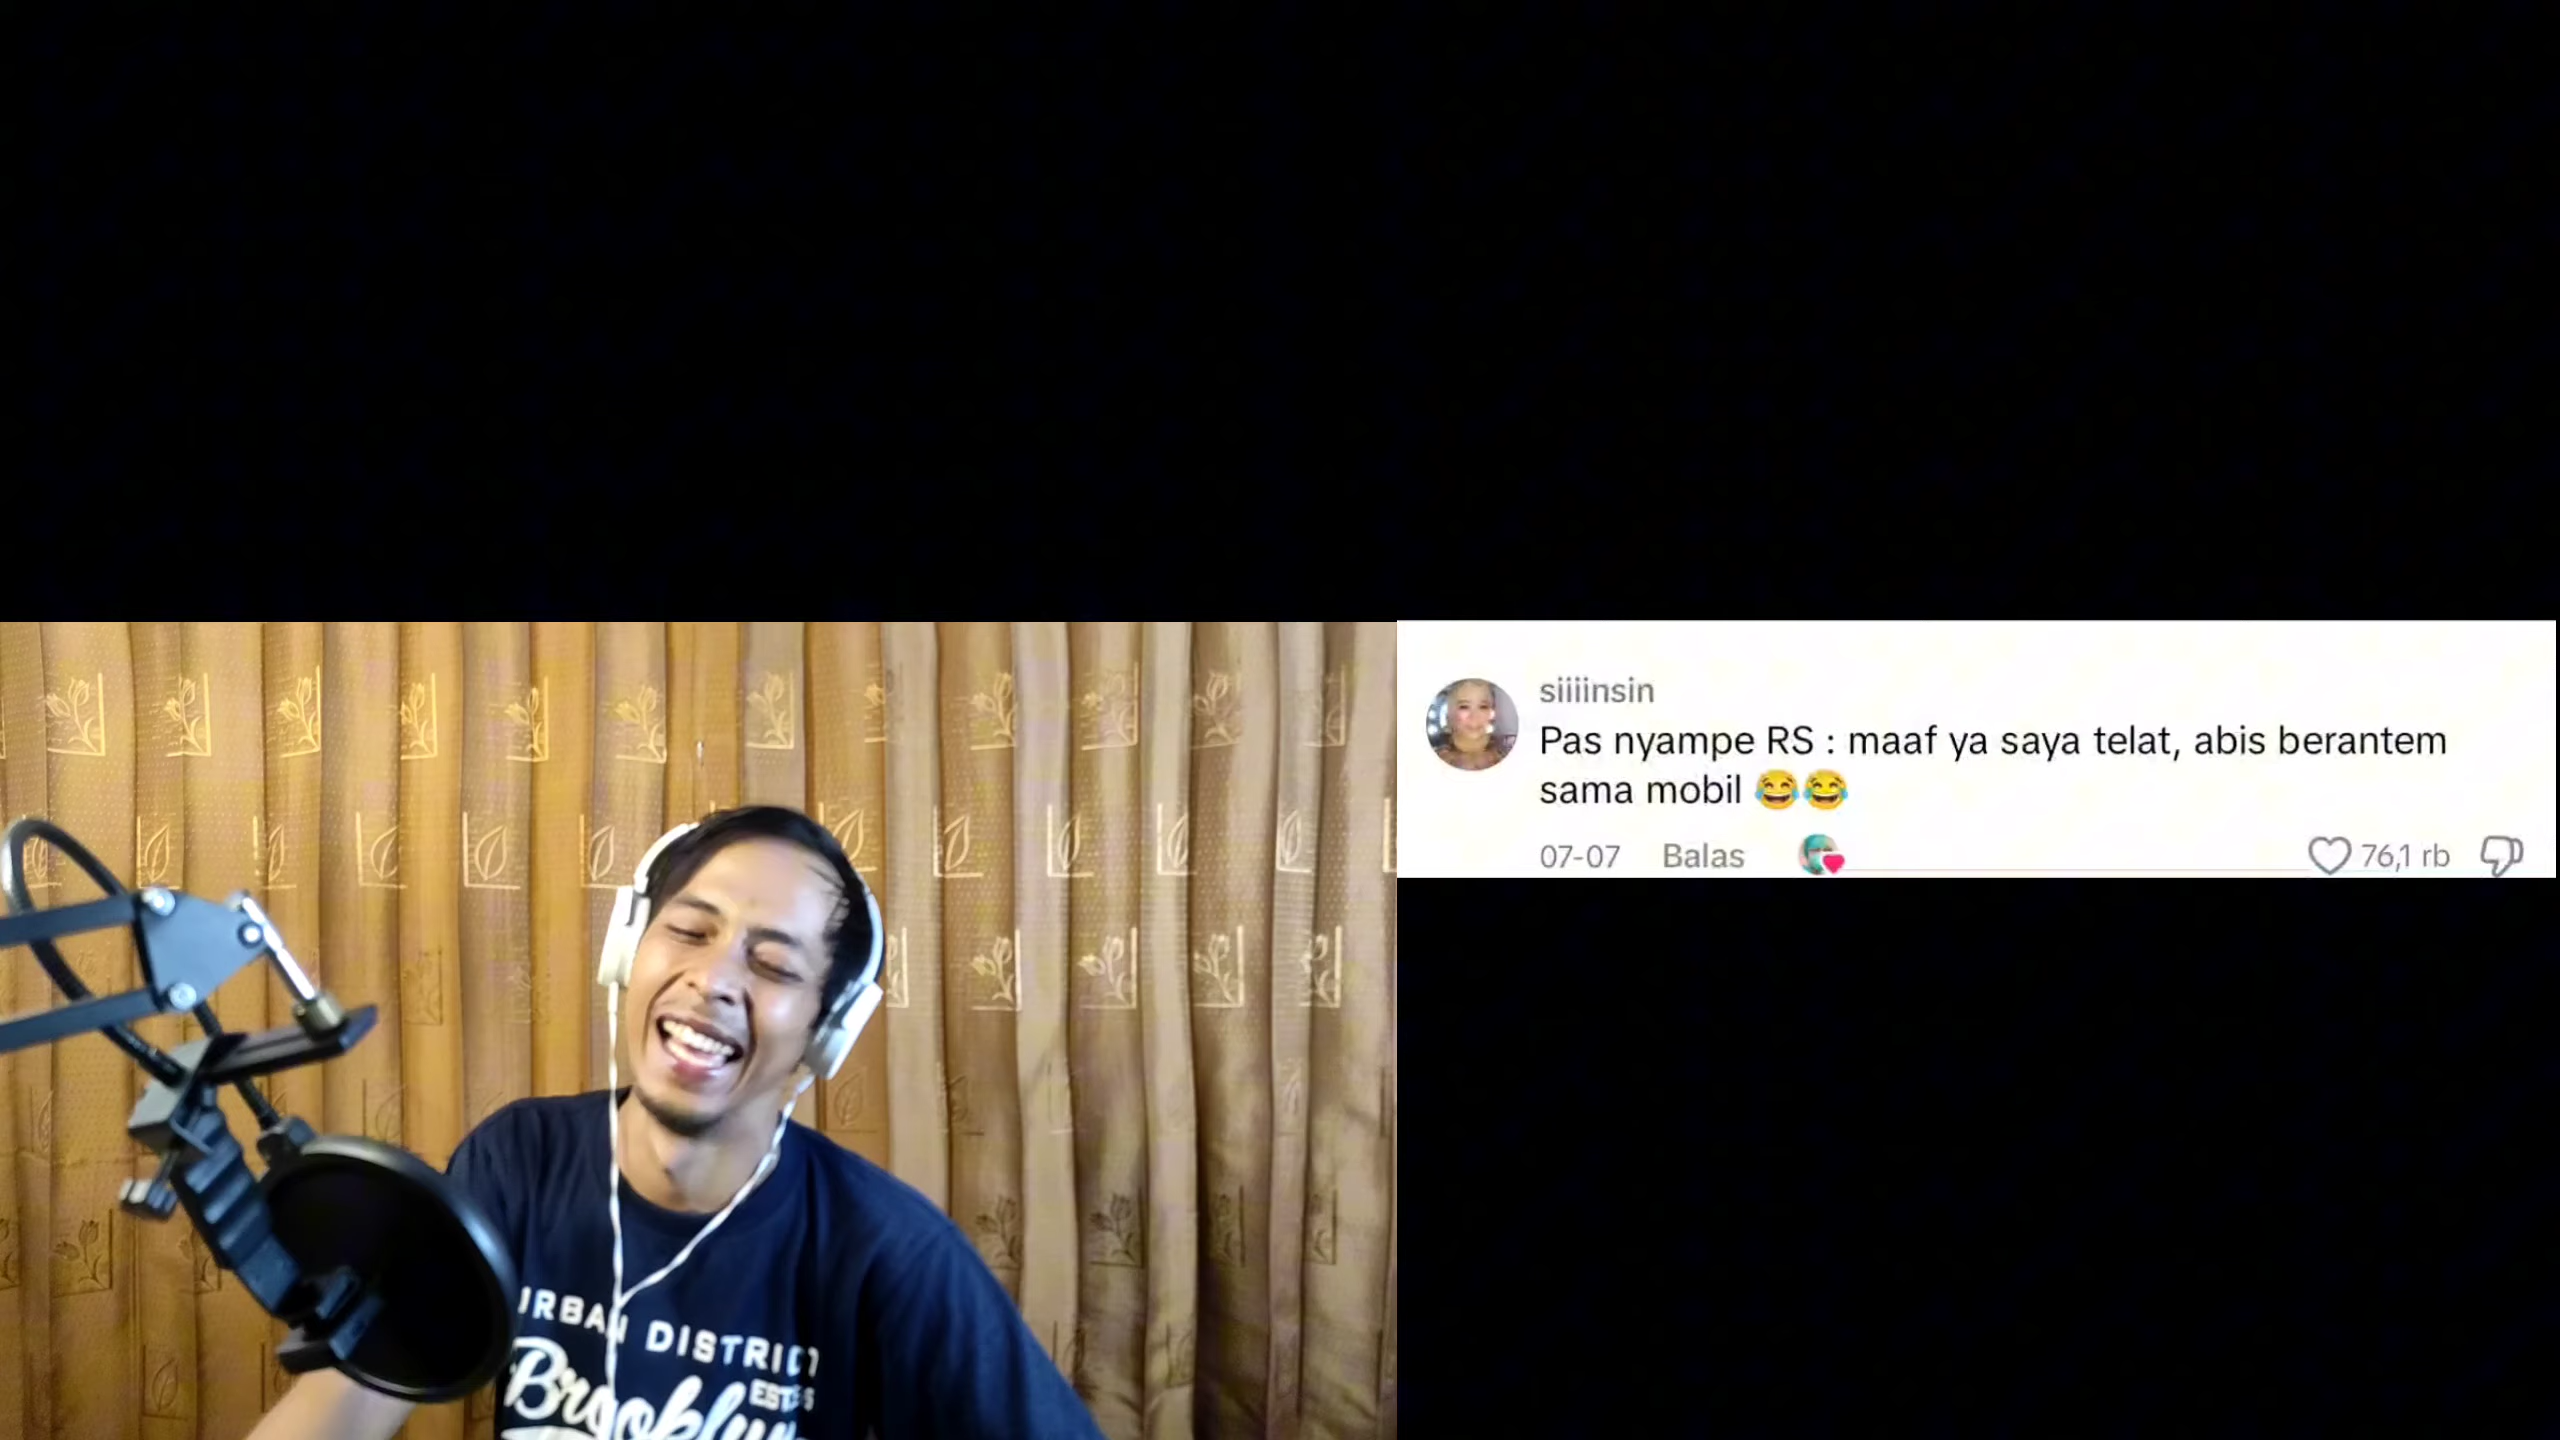 siiiinsin
Pas nyampe RS : maaf ya saya telat, abis berantem
sama mobil 😂😂
07-07 Balas 76,1 rb
URBAN DISTRICT
ESTD
Brooklyn